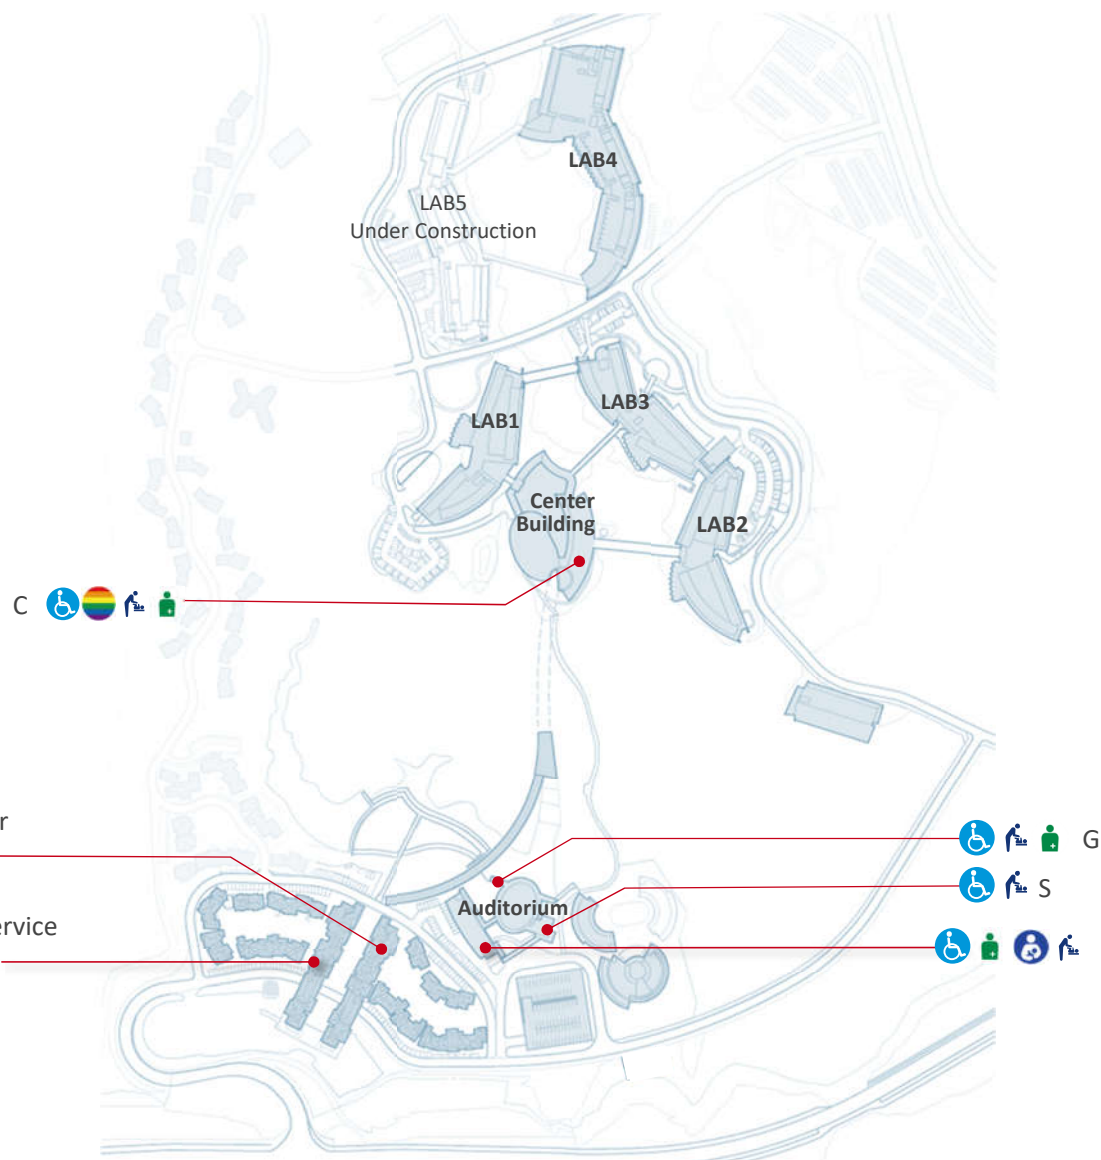 LAB4
LAB5
Under Construction
LAB3
LAB1
Center
Building
LAB2
C
r
G
S
Auditorium
ervice